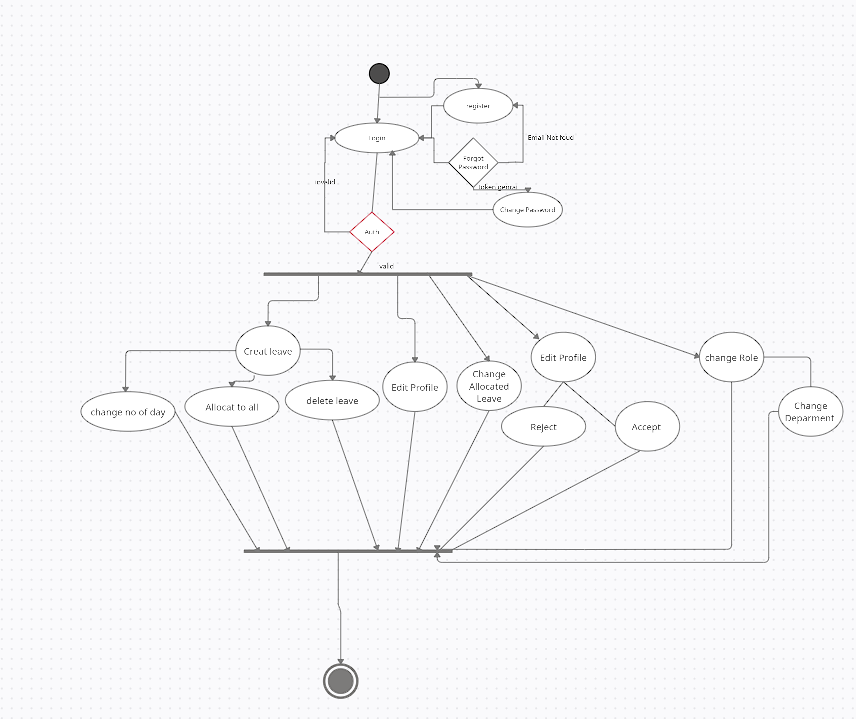 register
Login
Email Not foud
Forgot
Password
invalid
Change Password
Auth
valid
Creat leave
Edit Profile
change Role
Change
Allocated
Leave
Edit Profile
change no of day
Allocat to all
delete leave
Reject
Accept
Change
Deparment